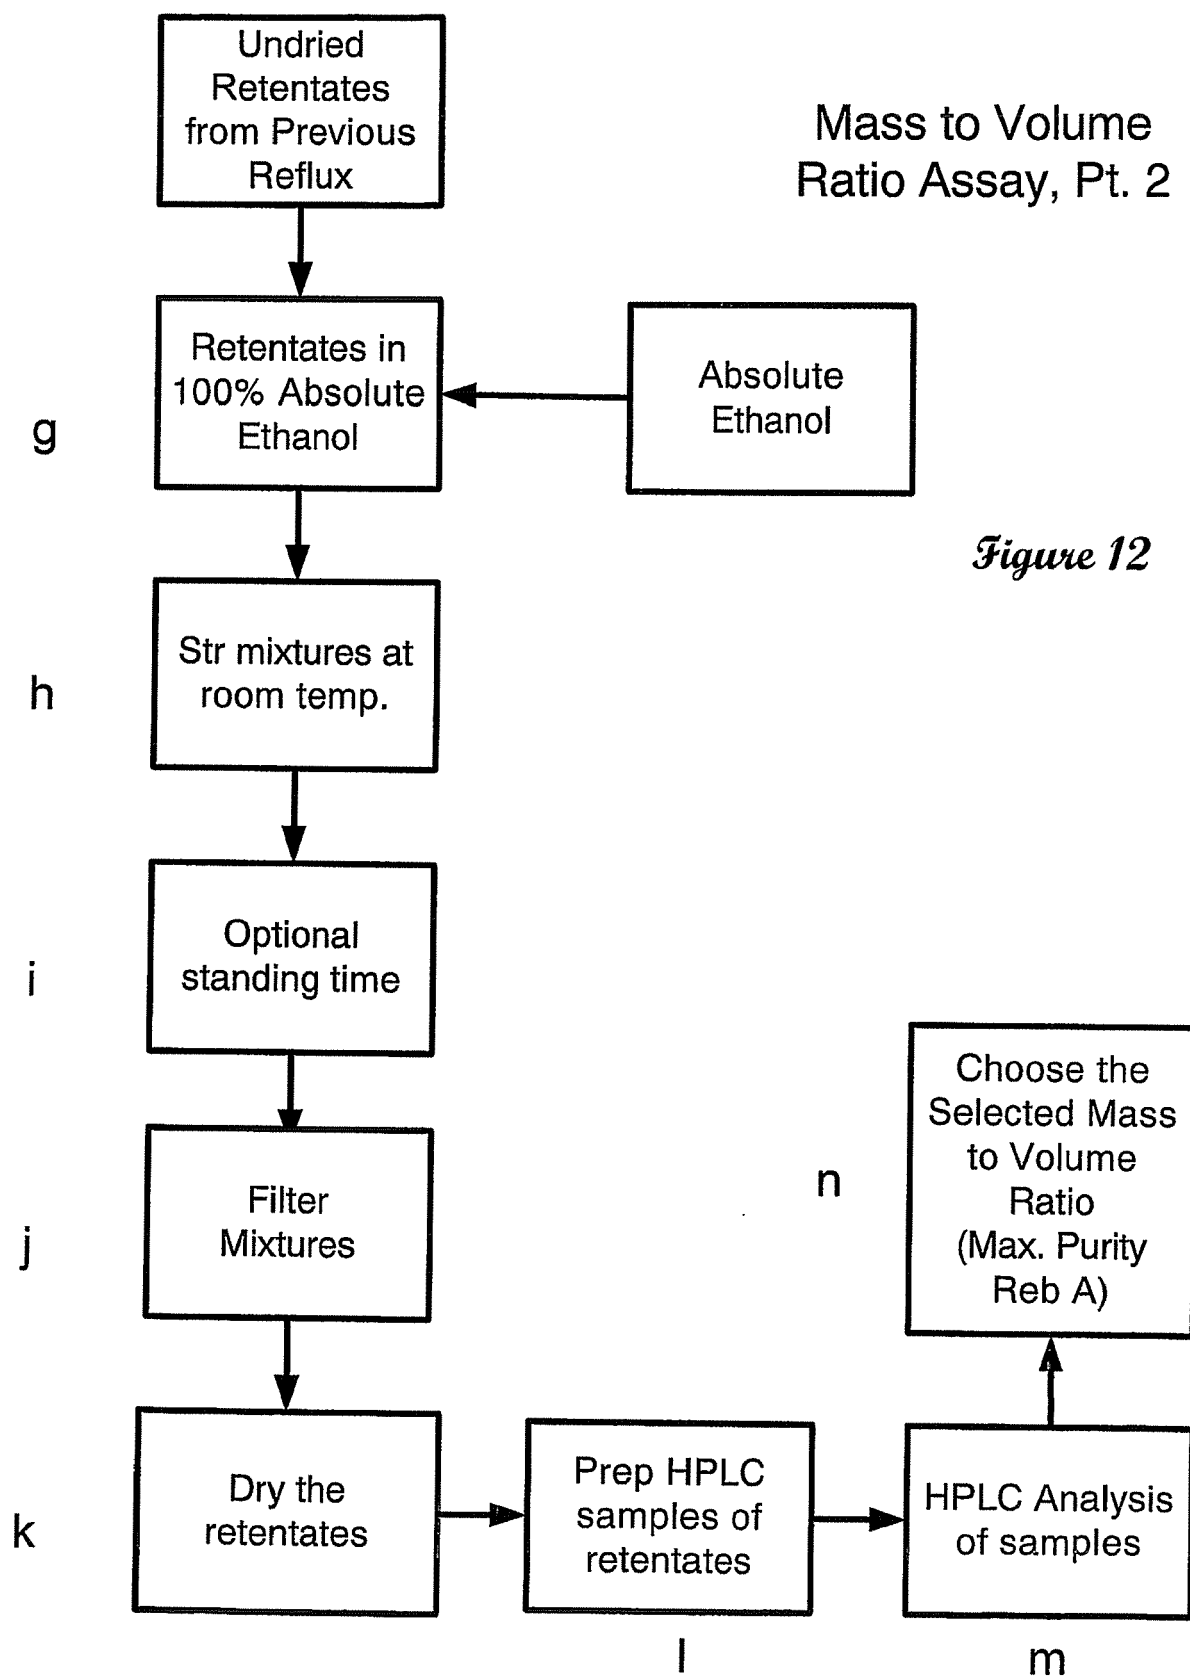 Undried
Retentates
from Previous
Reflux
Mass to Volume
Ratio Assay, Pt. 2
g
Retentates in
100% Absolute
Ethanol
Absolute
Ethanol
Figure 12
h
Str mixtures at
room temp.
i
Optional
standing time
j
Filter
Mixtures
n
Choose the
Selected Mass
to Volume
Ratio
(Max. Purity
Reb A)
k
Dry the
retentates
Prep HPLC
samples of
retentates
HPLC Analysis
of samples
l
m